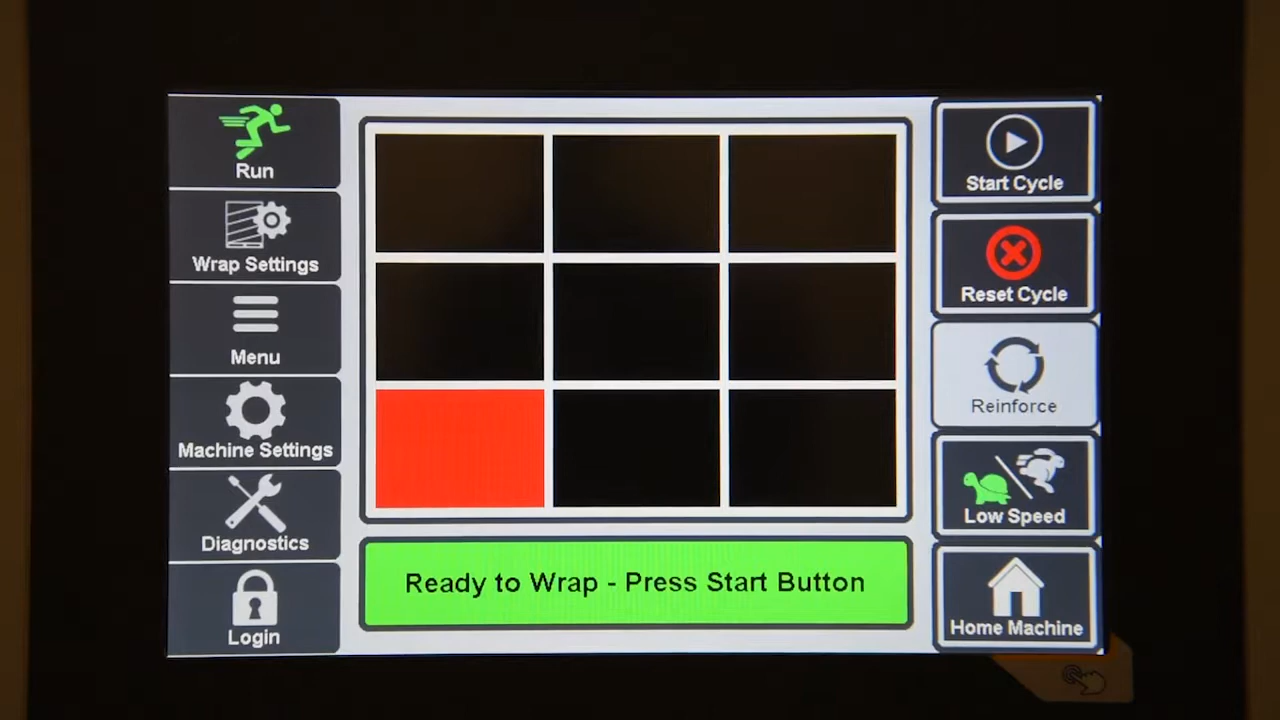 Run
Wrap Settings
Menu
Machine Settings
Diagnostics
Login
Ready to Wrap - Press Start Button
Start Cycle
Reset Cycle
Reinforce
Low Speed
Home Machine